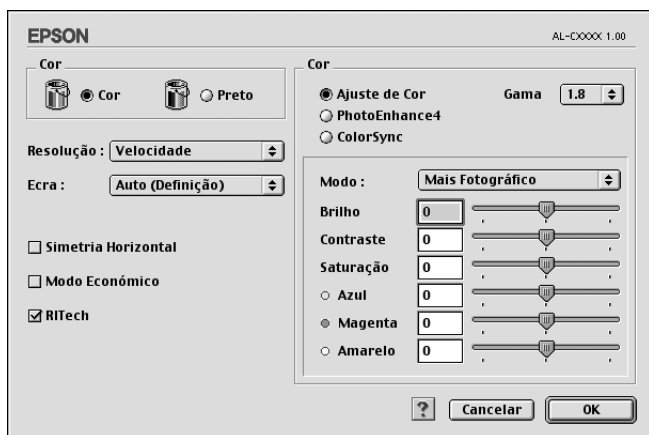 EPSON
AL-CXXXX 1.00
Cor
Cor
Preto
Resolução : Velocidade
Ecra : Auto (Definição)
Simetria Horizontal
Modo Económico
RITech
Cor
Ajuste de Cor
Gama 1.8
PhotoEnhance4
ColorSync
Modo : Mais Fotográfico
Brilho 0
Contraste 0
Saturação 0
Azul 0
Magenta 0
Amarelo 0
?
Cancelar
OK